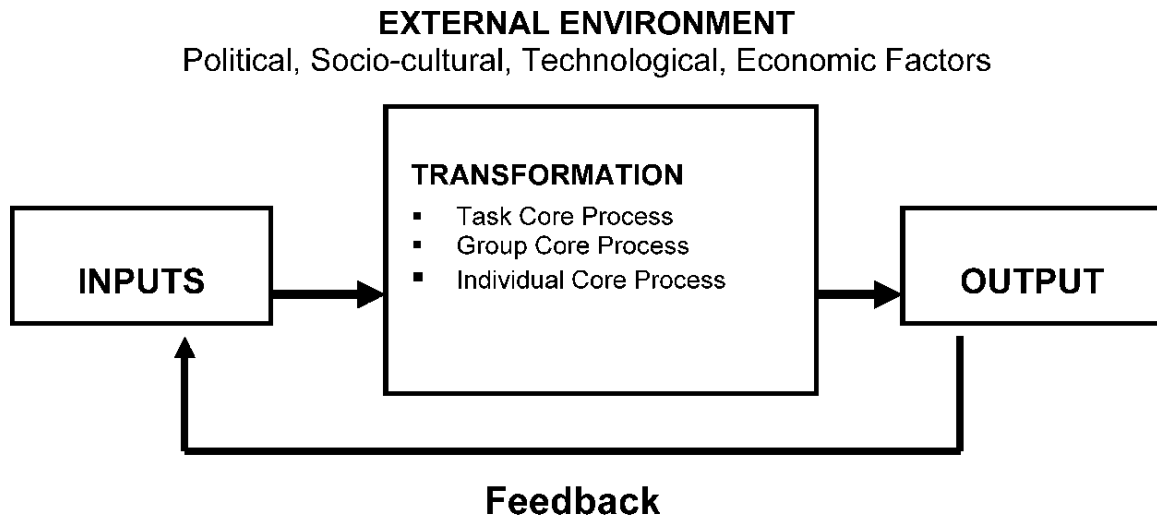 EXTERNAL ENVIRONMENT
Political, Socio-cultural, Technological, Economic Factors
TRANSFORMATION
▪ Task Core Process
▪ Group Core Process
▪ Individual Core Process
INPUTS
OUTPUT
Feedback